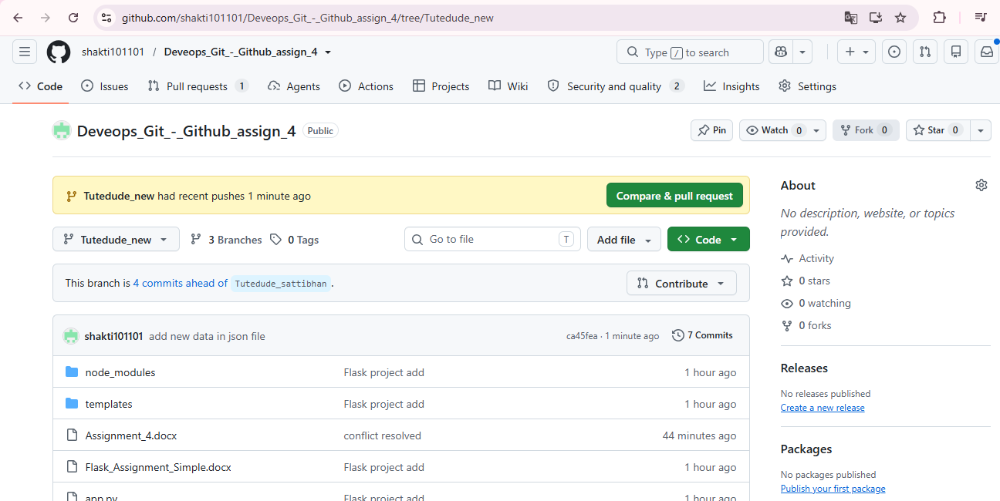 github.com/shakti101101/Deveops_Git_-_Github_assign_4/tree/Tutedude_new
shakti101101 / Deveops_Git_-_Github_assign_4
Type / to search
Code
Issues
Pull requests 1
Agents
Actions
Projects
Wiki
Security and quality 2
Insights
Settings
Deveops_Git_-_Github_assign_4 Public
Pin
Watch 0
Fork 0
Star 0
Tutedude_new had recent pushes 1 minute ago
Compare & pull request
Tutedude_new
3 Branches
0 Tags
Go to file T
Add file
Code
This branch is 4 commits ahead of Tutedude_sattibhan .
Contribute
shakti101101 add new data in json file ca45fea · 1 minute ago 7 Commits
node_modules Flask project add 1 hour ago
templates Flask project add 1 hour ago
Assignment_4.docx conflict resolved 44 minutes ago
Flask_Assignment_Simple.docx Flask project add 1 hour ago
app.py Flask project add 1 hour ago
About
No description, website, or topics
provided.
Activity
0 stars
0 watching
0 forks
Releases
No releases published
Create a new release
Packages
No packages published
Publish your first package